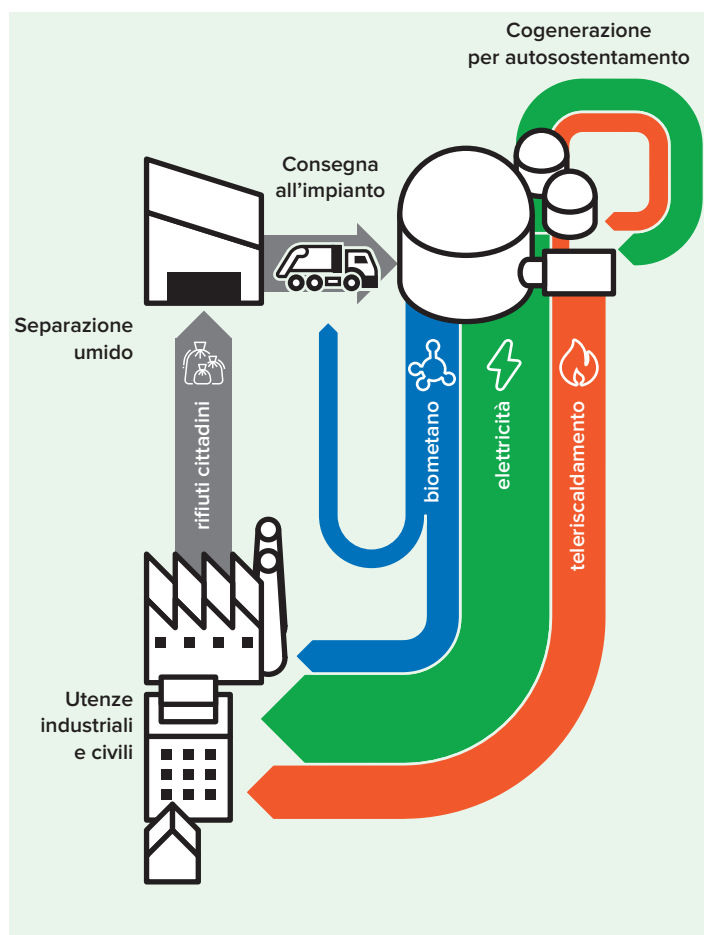 Cogenerazione
per autosostentamento
Consegna
all'impianto
Separazione
umido
rifiuti cittadini
biometano
elettricità
teleriscaldamento
Utenze
industriali
e civili